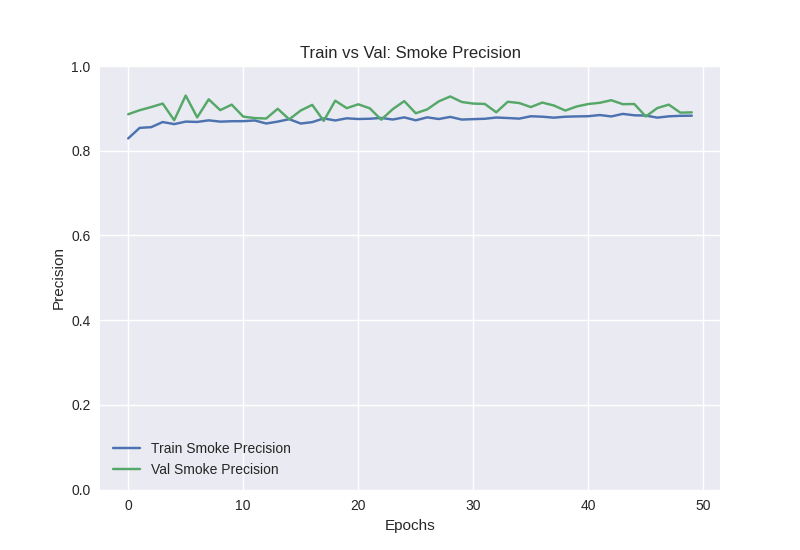 Train vs Val: Smoke Precision
1.0
0.8
0.6
0.4
0.2
0.0
Precision
Train Smoke Precision
Val Smoke Precision
0 10 20 30 40 50
Epochs